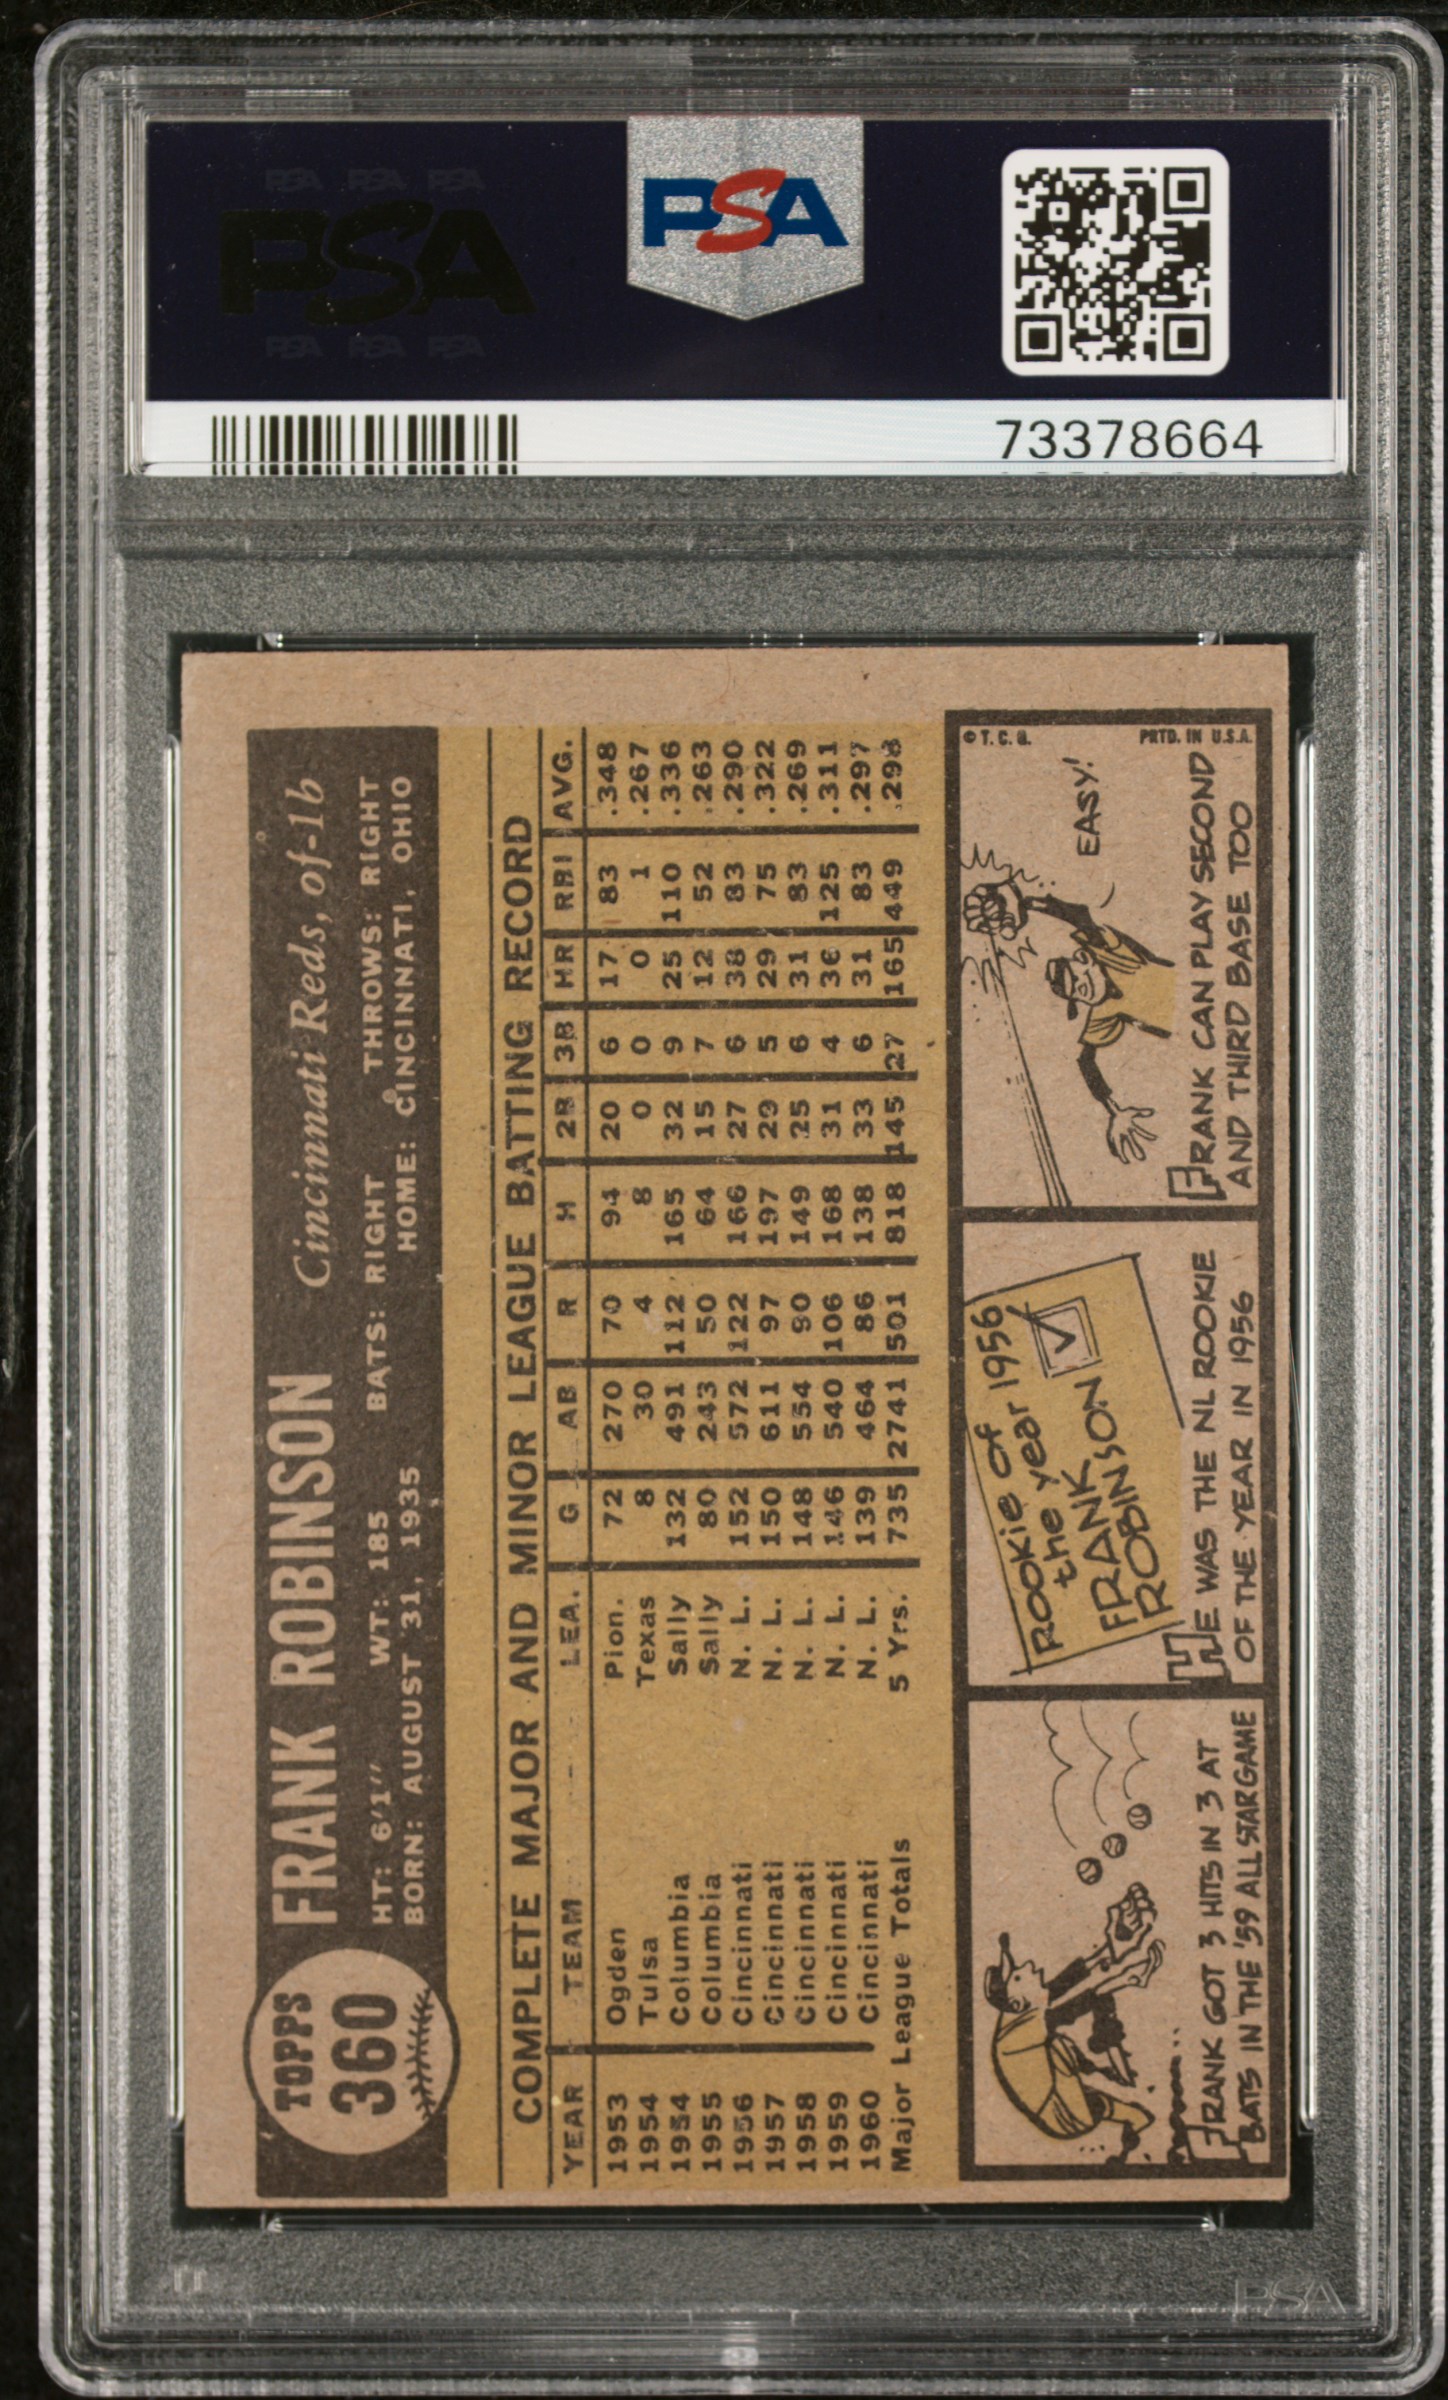 PSA PSA PSA
PSA
PSA PSA PSA
PSA
73378664
TOPPS
360
FRANK ROBINSON Cincinnati Reds, of-1b
HT: 6'1" WT: 185 BATS: RIGHT THROWS: RIGHT
BORN: AUGUST 31, 1935 HOME: CINCINNATI, OHIO
COMPLETE MAJOR AND MINOR LEAGUE BATTING RECORD
YEAR TEAM LEA. G AB R H 2B 3B HR RBI AVG.
1953 Ogden Pion. 72 270 70 94 20 6 17 83 .348
1954 Tulsa Texas 8 30 4 8 0 0 0 1 .267
1954 Columbia Sally 132 491 112 165 32 9 25 110 .336
1955 Columbia Sally 80 243 50 64 15 7 12 52 .263
1956 Cincinnati N. L. 152 572 122 166 27 6 38 83 .290
1957 Cincinnati N. L. 150 611 97 197 29 5 29 75 .322
1958 Cincinnati N. L. 148 554 90 149 25 6 31 83 .269
1959 Cincinnati N. L. 146 540 106 168 31 4 36 125 .311
1960 Cincinnati N. L. 139 464 86 138 33 6 31 83 .297
Major League Totals 5 Yrs. 735 2741 501 818 145 27 165 449 .298
FRANK GOT 3 HITS IN 3 AT
BATS IN THE '59 ALL STAR GAME
ROOKIE of
the year 1956
FRANK
ROBINSON
HE WAS THE NL ROOKIE
OF THE YEAR IN 1956
© T. C. G. PRTD. IN U.S.A.
EASY!
FRANK CAN PLAY SECOND
AND THIRD BASE TOO
PSA